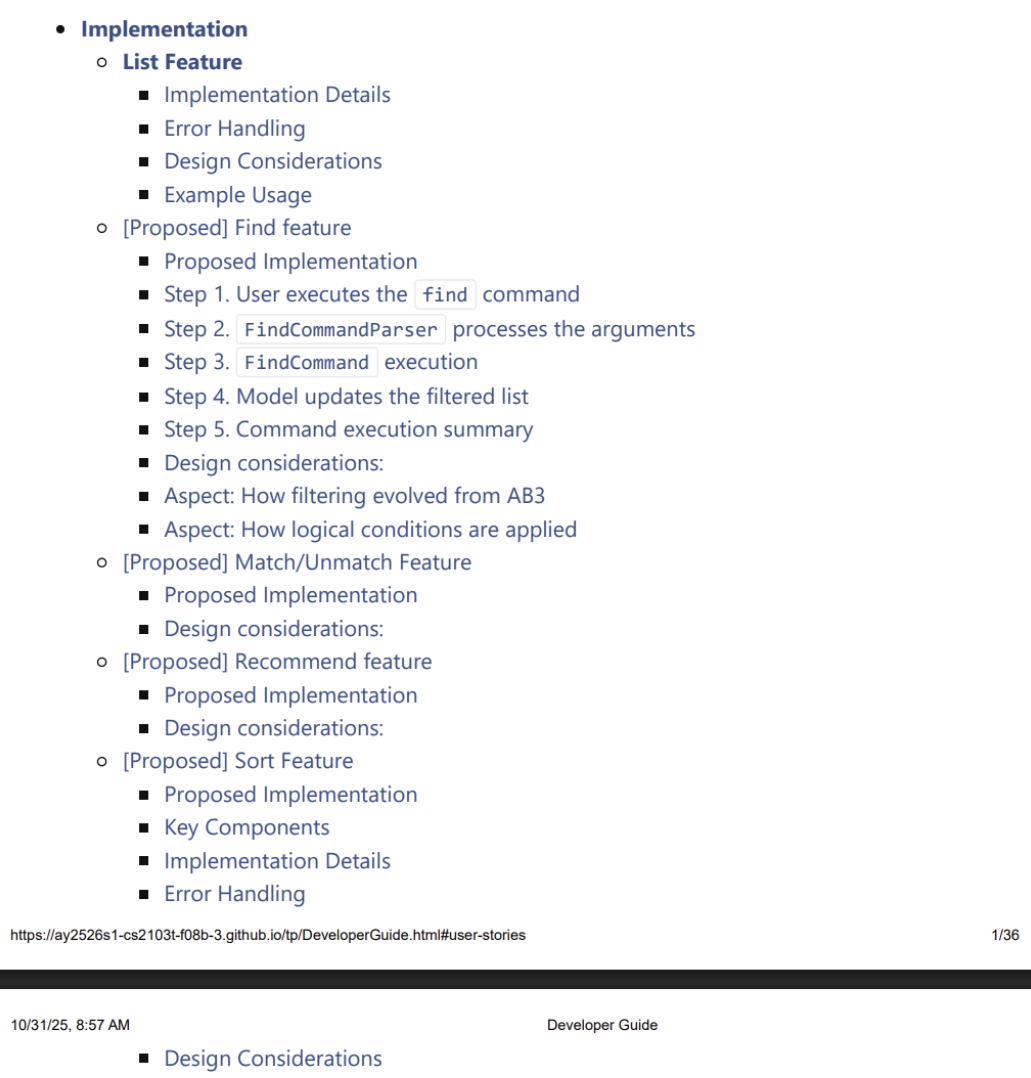 Implementation
List Feature
Implementation Details
Error Handling
Design Considerations
Example Usage
[Proposed] Find feature
Proposed Implementation
Step 1. User executes the find command
Step 2. FindCommandParser processes the arguments
Step 3. FindCommand execution
Step 4. Model updates the filtered list
Step 5. Command execution summary
Design considerations:
Aspect: How filtering evolved from AB3
Aspect: How logical conditions are applied
[Proposed] Match/Unmatch Feature
Proposed Implementation
Design considerations:
[Proposed] Recommend feature
Proposed Implementation
Design considerations:
[Proposed] Sort Feature
Proposed Implementation
Key Components
Implementation Details
Error Handling
https://ay2526s1-cs2103t-f08b-3.github.io/tp/DeveloperGuide.html#user-stories 1/36
10/31/25, 8:57 AM Developer Guide
Design Considerations